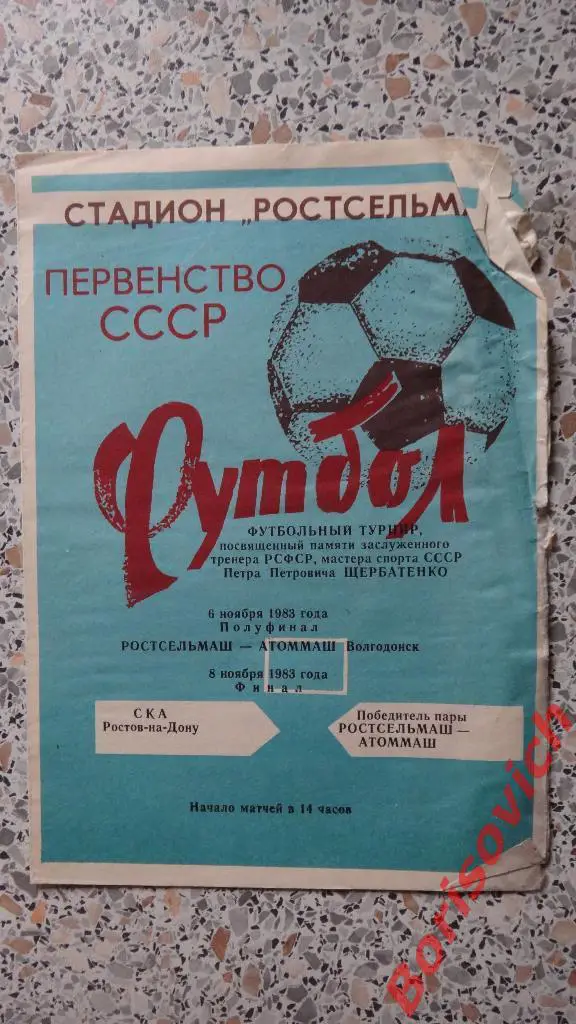 СТАДИОН „РОСТСЕЛЬМА
ПЕРВЕНСТВО
СССР
Футбол
ФУТБОЛЬНЫЙ ТУРНИР,
посвященный памяти заслуженного
тренера РСФСР, мастера спорта СССР
Петра Петровича ЩЕРБАТЕНКО
6 ноября 1983 года
Полуфинал
РОСТСЕЛЬМАШ — АТОММАШ Волгодонск
8 ноября 1983 года
Финал
СКА
Ростов-на-Дону
Победитель пары
РОСТСЕЛЬМАШ —
АТОММАШ
Начало матчей в 14 часов
Borisovich